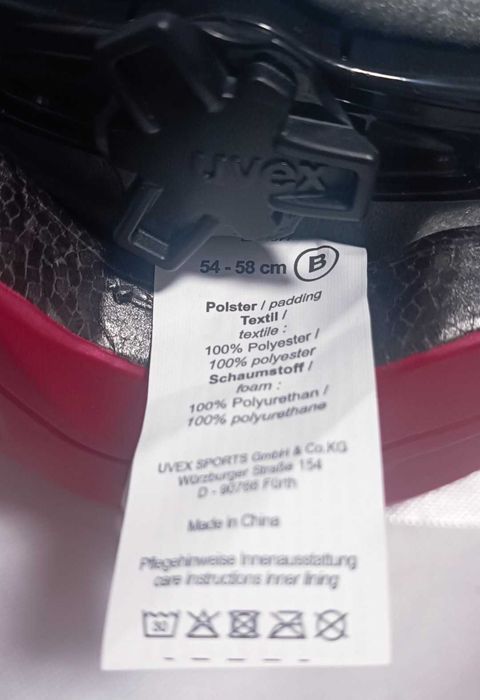 uvex
54 - 58 cm B
Polster / padding
Textil /
textile :
100% Polyester /
100% polyester
Schaumstoff /
foam :
100% Polyurethan /
100% polyurethane
UVEX SPORTS GmbH & Co.KG
Würzburger Straße 154
D - 90766 Fürth
Made in China
Pflegehinweise Innenausstattung
care instructions inner lining
30